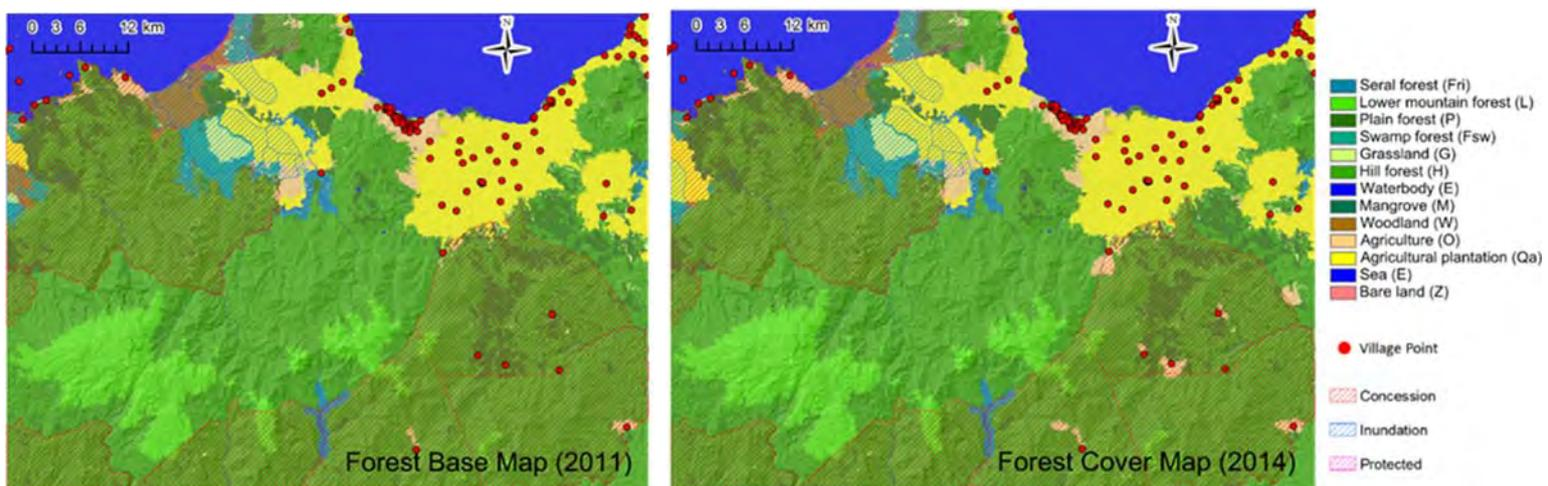 0 3 6 12 km
N
Forest Base Map (2011)
0 3 6 12 km
N
Forest Cover Map (2014)
Seral forest (Fri)
Lower mountain forest (L)
Plain forest (P)
Swamp forest (Fsw)
Grassland (G)
Hill forest (H)
Waterbody (E)
Mangrove (M)
Woodland (W)
Agriculture (O)
Agricultural plantation (Qa)
Sea (E)
Bare land (Z)
Village Point
Concession
Inundation
Protected